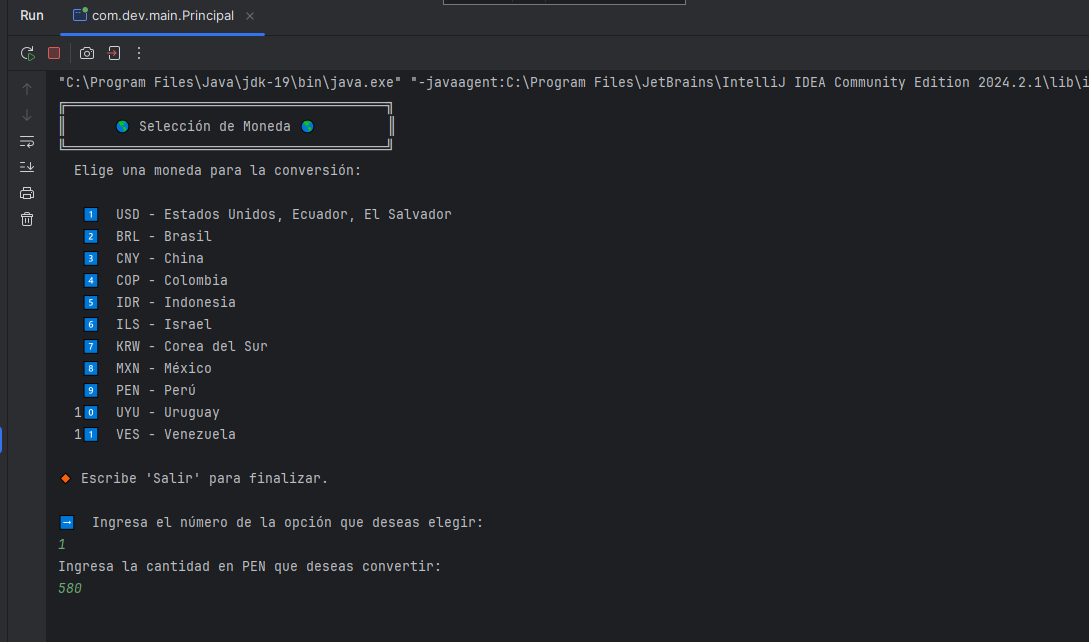 Run com.dev.main.Principal
"C:\Program Files\Java\jdk-19\bin\java.exe" "-javaagent:C:\Program Files\JetBrains\IntelliJ IDEA Community Edition 2024.2.1\lib\i
🌎 Selección de Moneda 🌎
Elige una moneda para la conversión:
1️⃣ USD - Estados Unidos, Ecuador, El Salvador
2️⃣ BRL - Brasil
3️⃣ CNY - China
4️⃣ COP - Colombia
5️⃣ IDR - Indonesia
6️⃣ ILS - Israel
7️⃣ KRW - Corea del Sur
8️⃣ MXN - México
9️⃣ PEN - Perú
10️⃣ UYU - Uruguay
11️⃣ VES - Venezuela
🔸 Escribe 'Salir' para finalizar.
➡️ Ingresa el número de la opción que deseas elegir:
1
Ingresa la cantidad en PEN que deseas convertir:
580